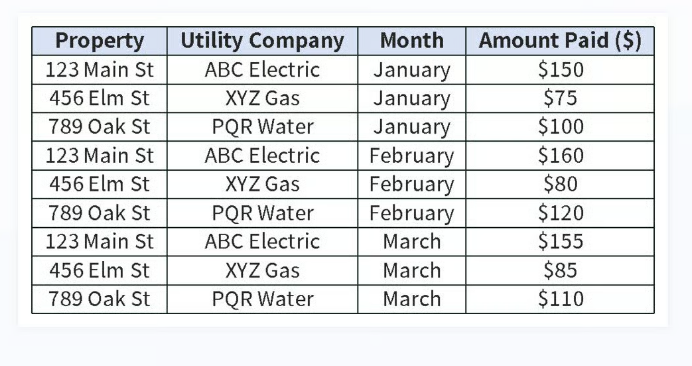 Property Utility Company Month Amount Paid ($)
123 Main St ABC Electric January $150
456 Elm St XYZ Gas January $75
789 Oak St PQR Water January $100
123 Main St ABC Electric February $160
456 Elm St XYZ Gas February $80
789 Oak St PQR Water February $120
123 Main St ABC Electric March $155
456 Elm St XYZ Gas March $85
789 Oak St PQR Water March $110